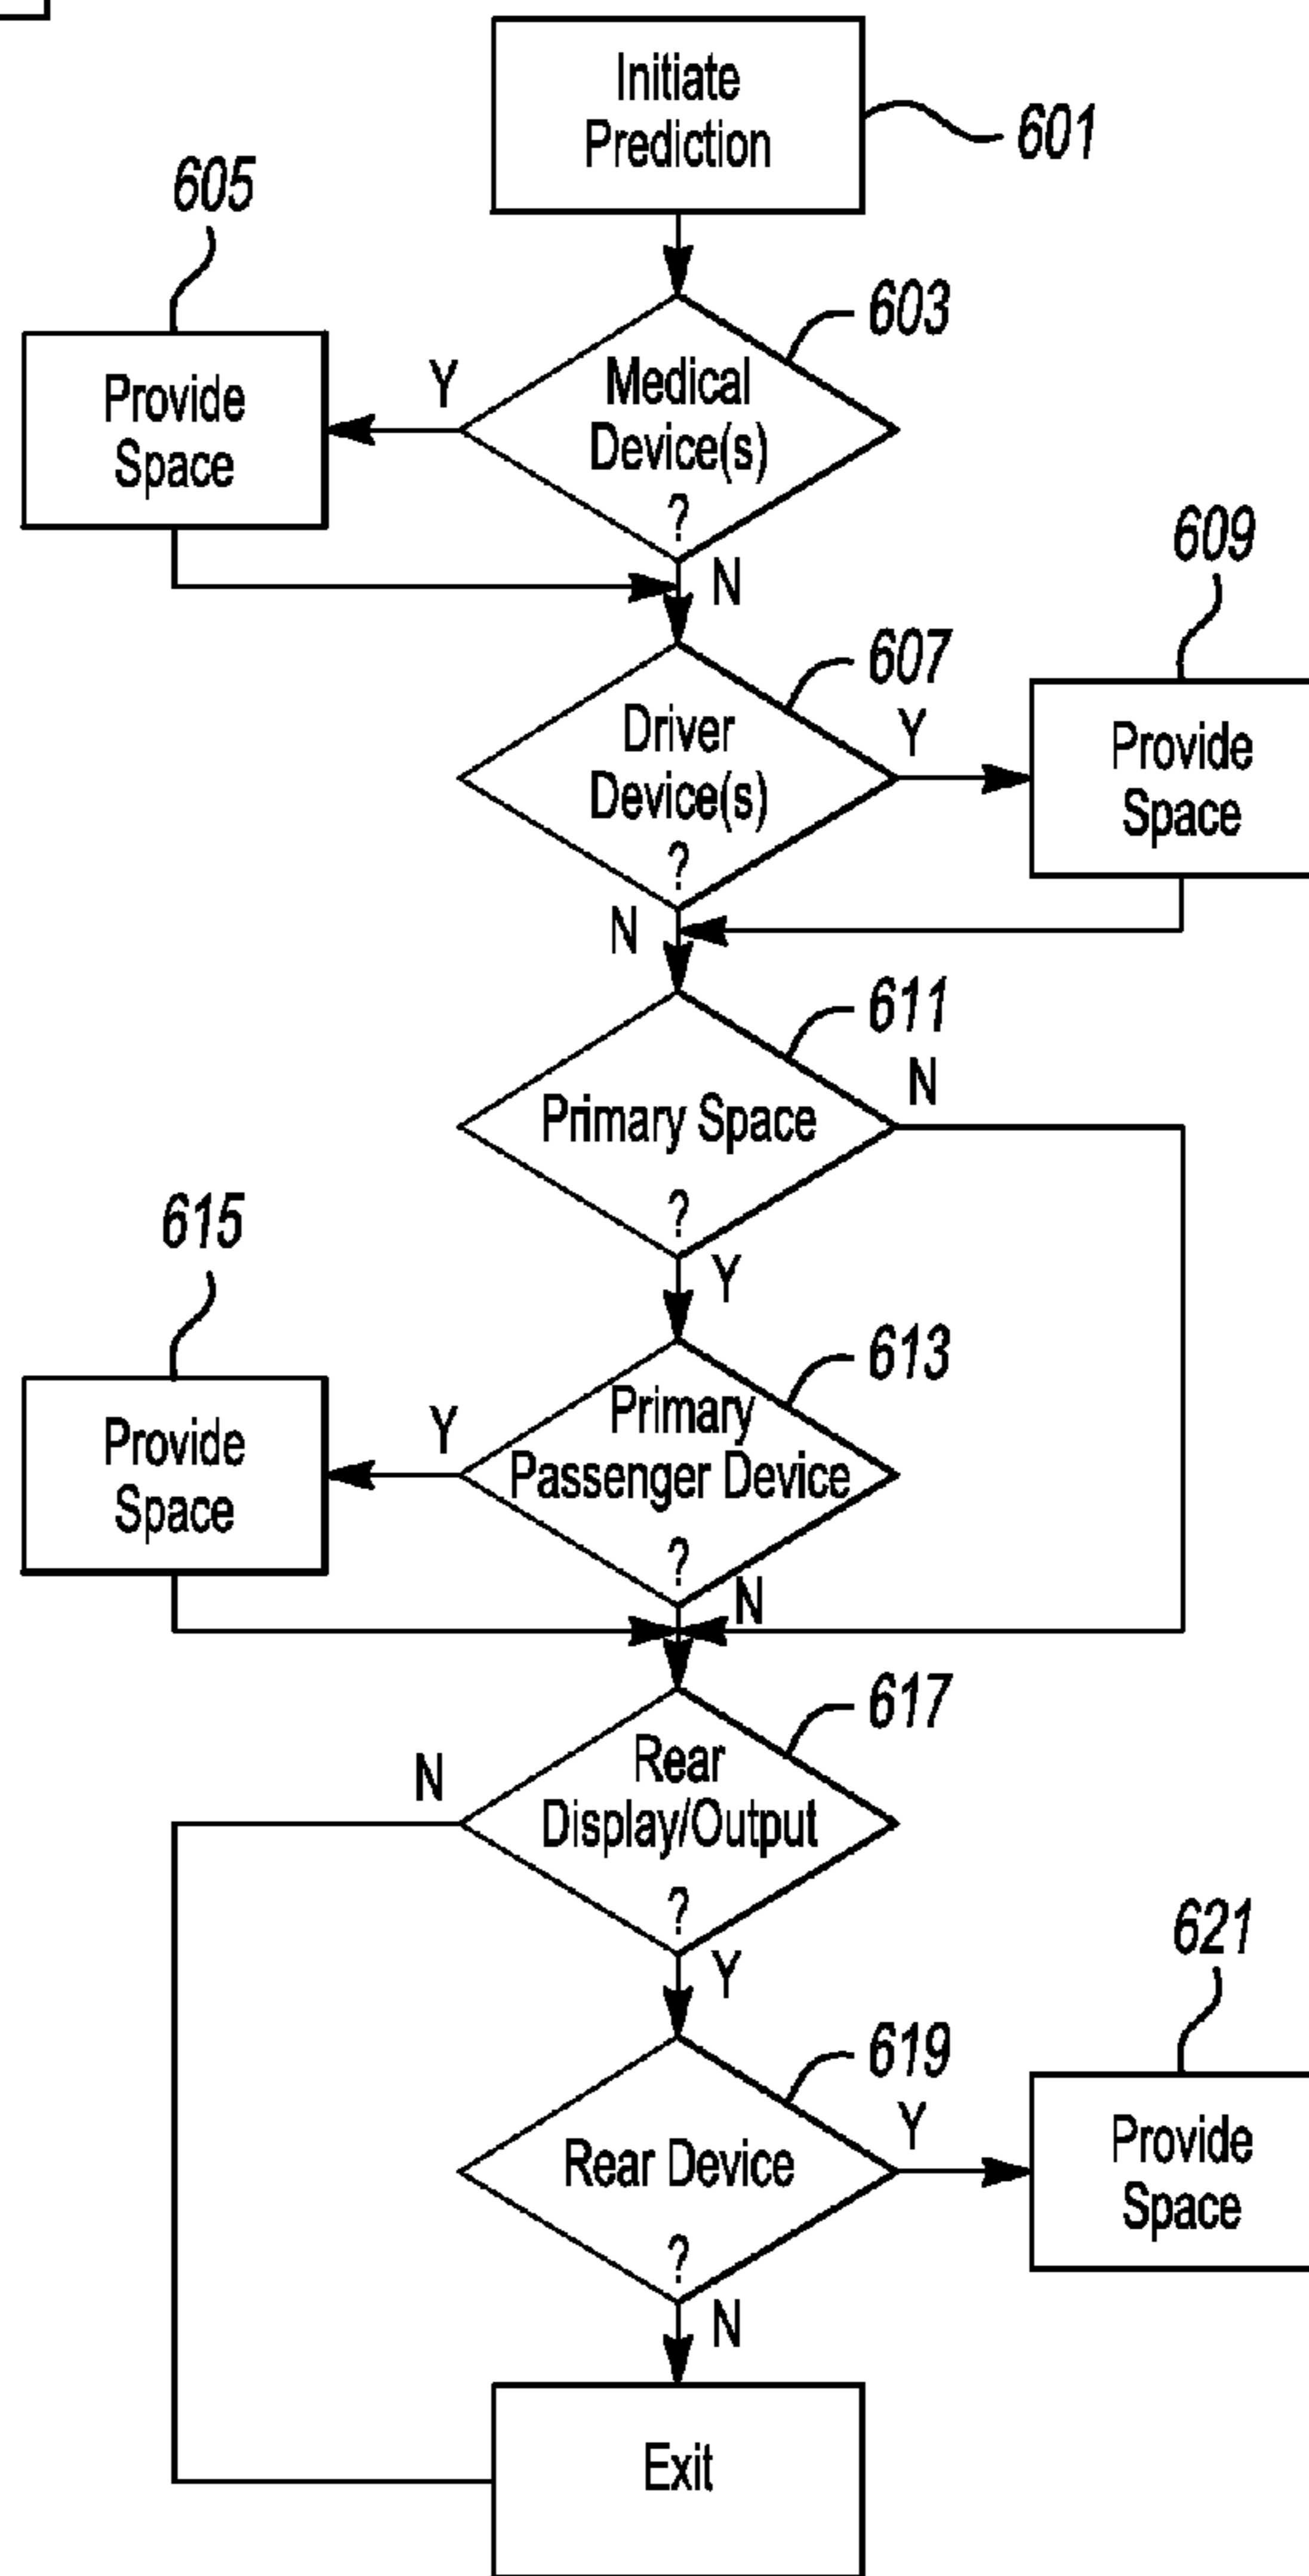 Initiate
Prediction
601
605
603
Provide
Space
Y
Medical
Device(s)
?
N
609
607
Driver
Device(s)
?
Y
Provide
Space
N
611
Primary Space
?
N
Y
615
613
Provide
Space
Y
Primary
Passenger Device
?
N
617
N
Rear
Display/Output
?
Y
621
619
Rear Device
?
Y
Provide
Space
N
Exit